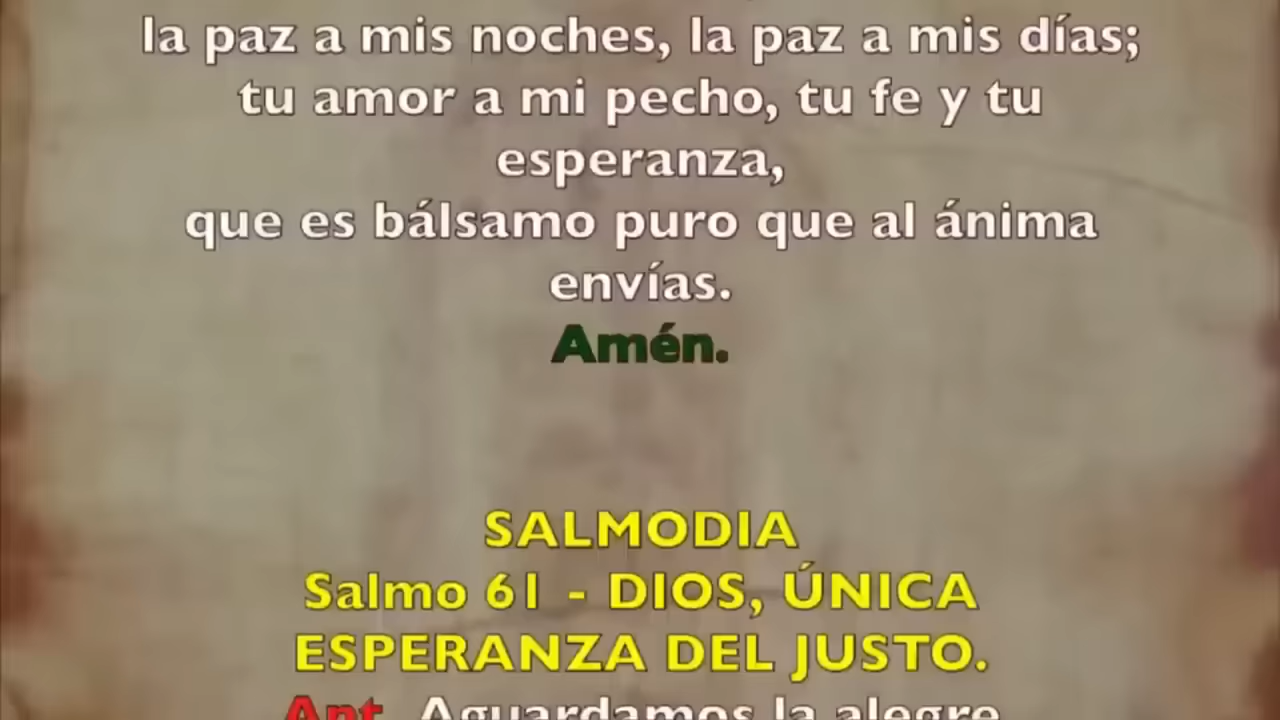 la paz a mis noches, la paz a mis días;
tu amor a mi pecho, tu fe y tu
esperanza,
que es bálsamo puro que al ánima
envías.
Amén.
SALMODIA
Salmo 61 - DIOS, ÚNICA
ESPERANZA DEL JUSTO.
Ant. Aguardamos la alegre